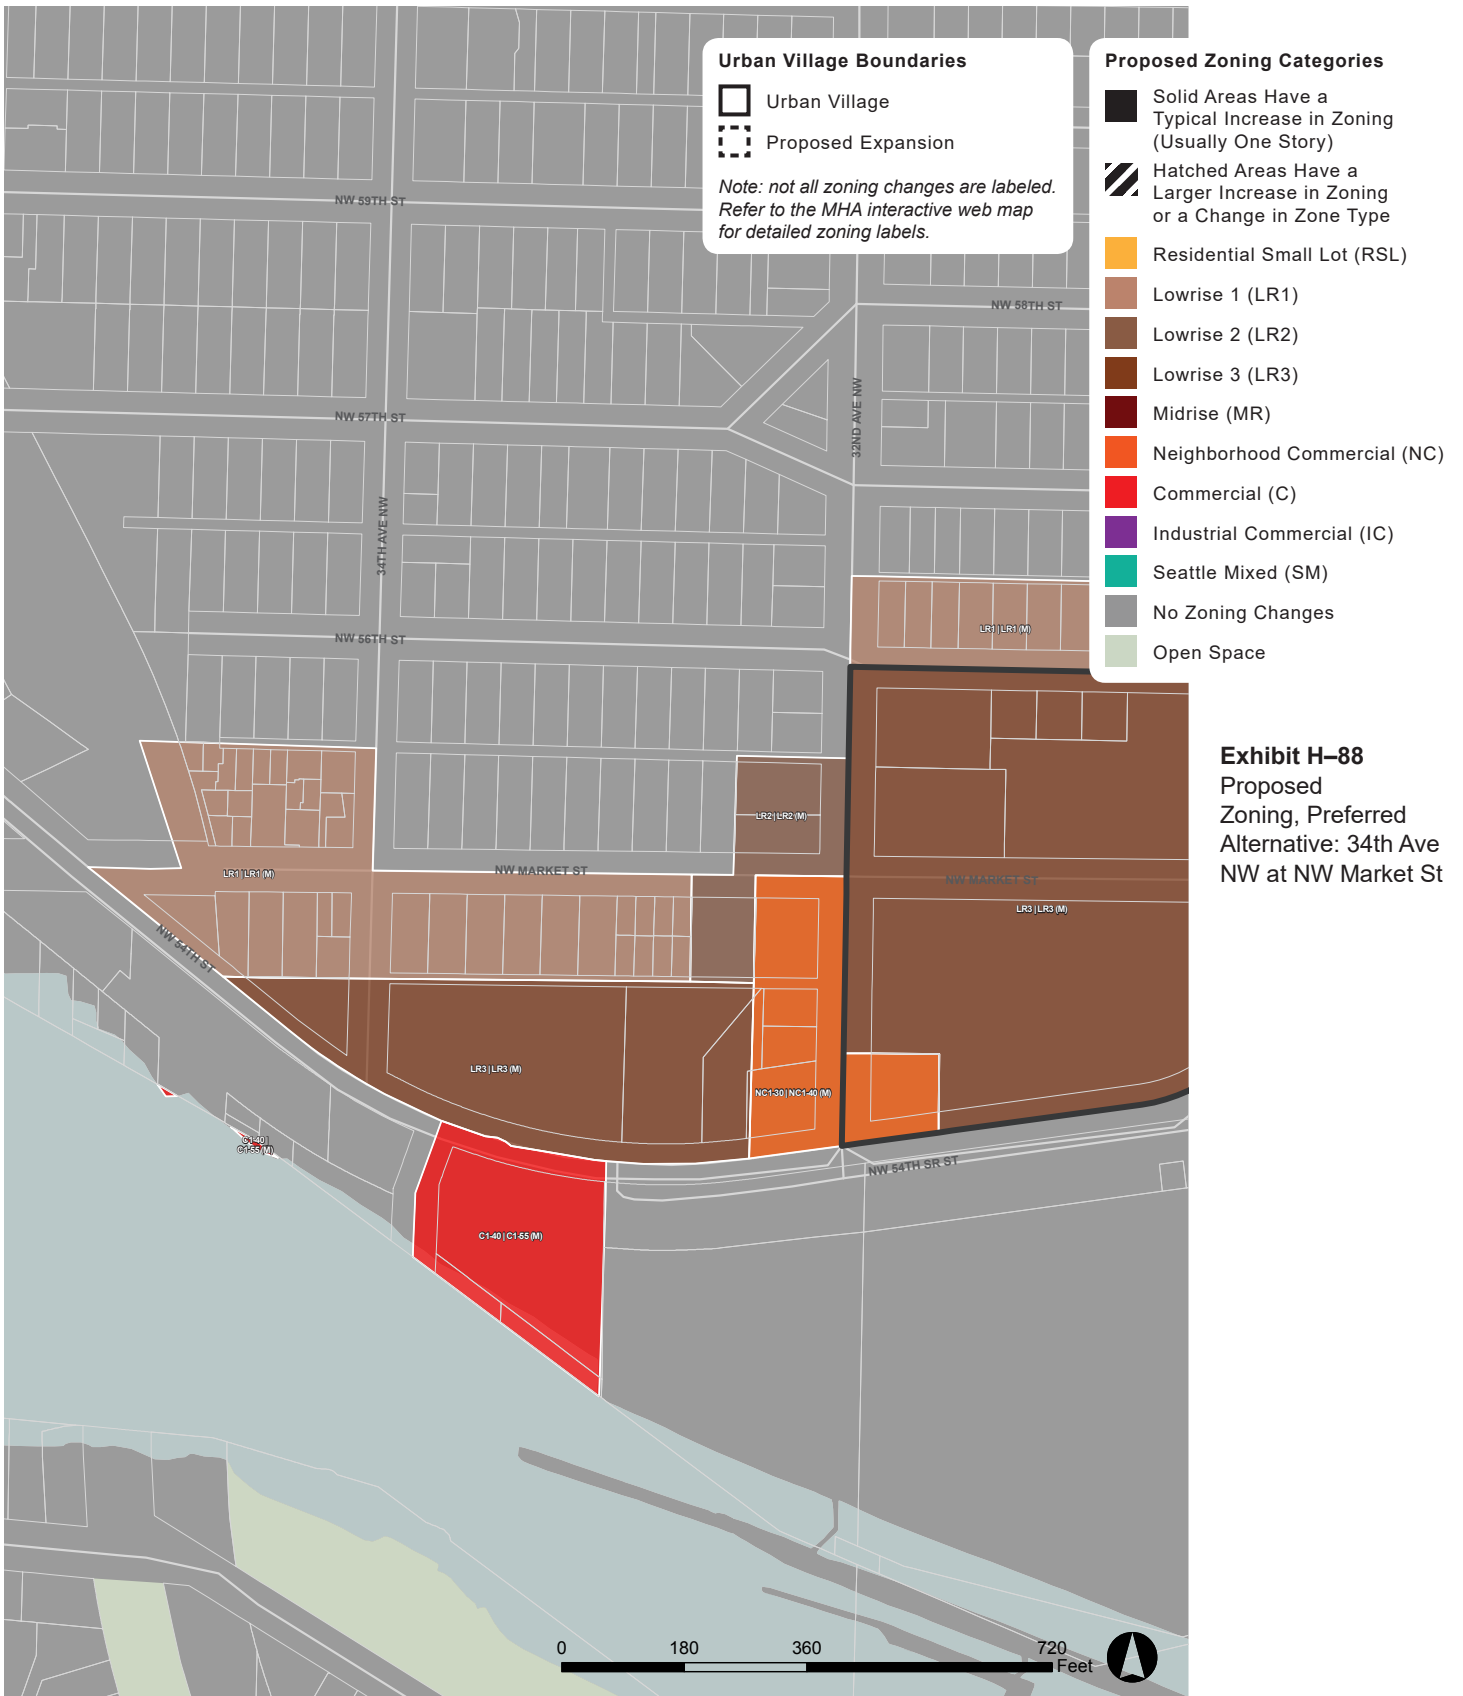 Urban Village Boundaries
Urban Village
Proposed Expansion
Note: not all zoning changes are labeled.
Refer to the MHA interactive web map
for detailed zoning labels.
Proposed Zoning Categories
Solid Areas Have a
Typical Increase in Zoning
(Usually One Story)
Hatched Areas Have a
Larger Increase in Zoning
or a Change in Zone Type
Residential Small Lot (RSL)
Lowrise 1 (LR1)
Lowrise 2 (LR2)
Lowrise 3 (LR3)
Midrise (MR)
Neighborhood Commercial (NC)
Commercial (C)
Industrial Commercial (IC)
Seattle Mixed (SM)
No Zoning Changes
Open Space
Exhibit H–88
Proposed
Zoning, Preferred
Alternative: 34th Ave
NW at NW Market St
NW 59TH ST
NW 58TH ST
NW 57TH ST
32ND AVE NW
34TH AVE NW
NW 56TH ST
LR1 | LR1 (M)
LR2 | LR2 (M)
LR1 | LR1 (M)
NW MARKET ST
NW MARKET ST
LR3 | LR3 (M)
NW 54TH ST
LR3 | LR3 (M)
NC1-30 | NC1-40 (M)
C1-40 |
C1-55 (M)
NW 54TH SR ST
C1-40 | C1-55 (M)
0 180 360 720
Feet